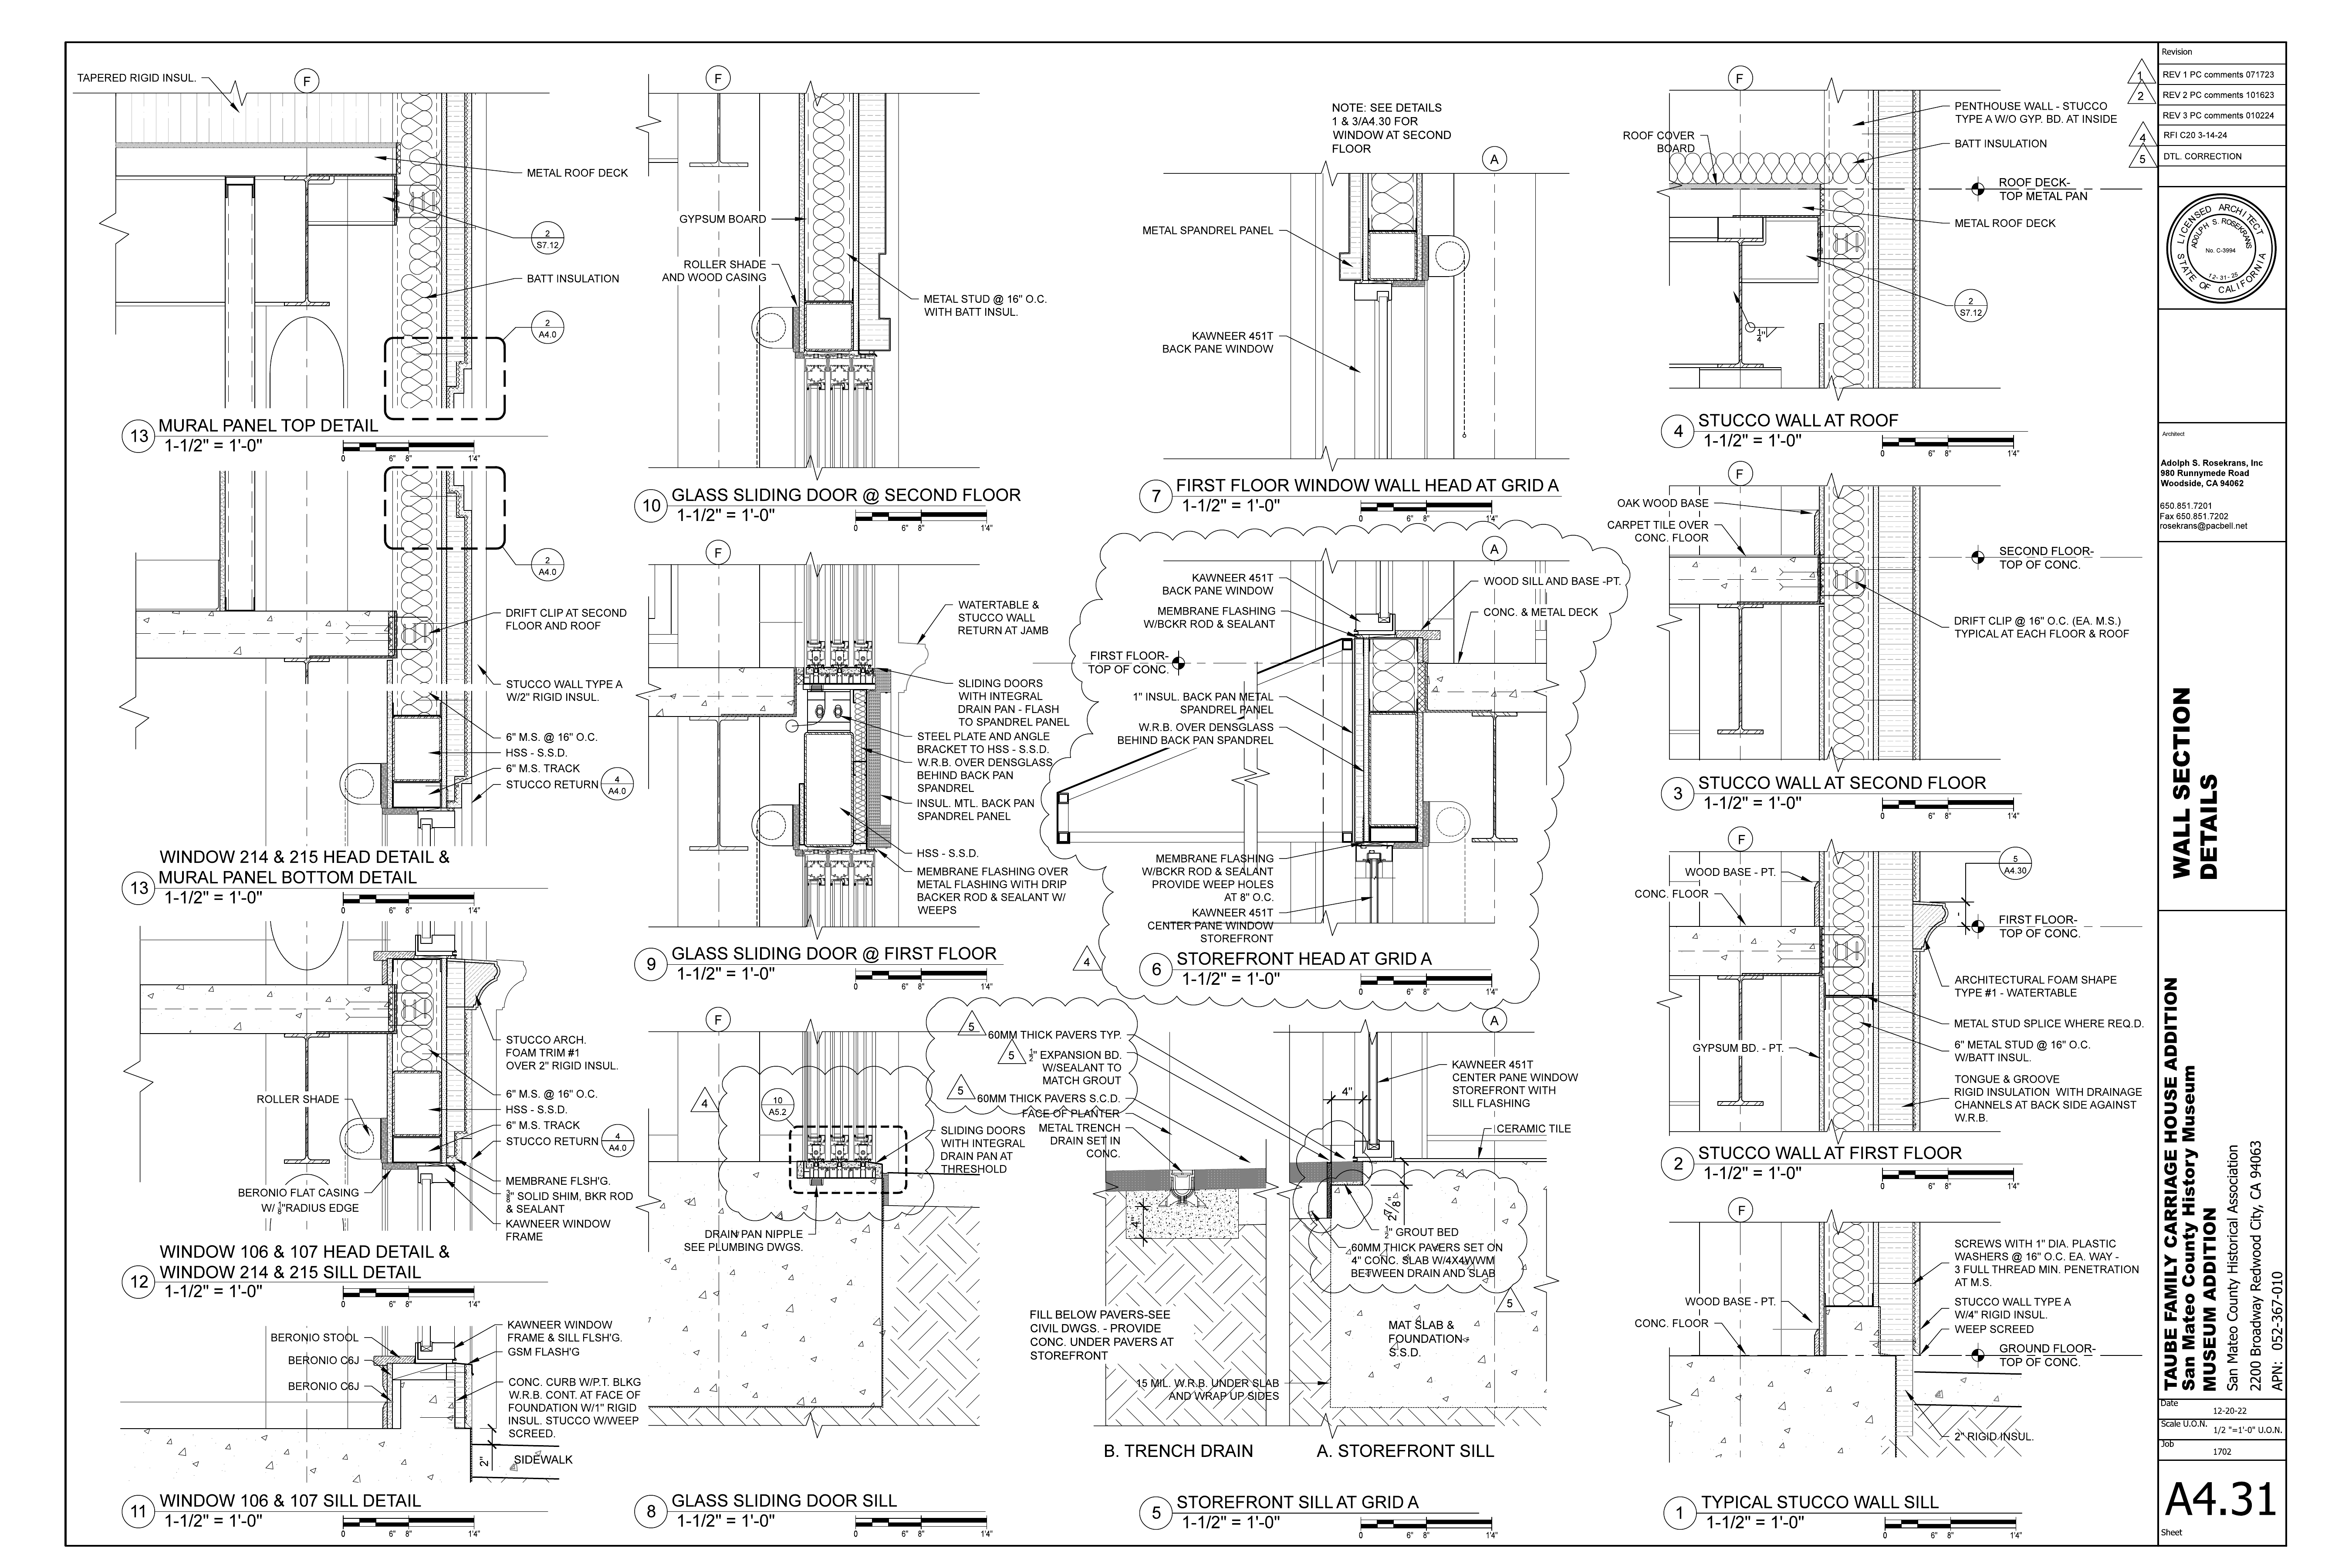 TAPERED RIGID INSUL.
F
METAL ROOF DECK
2
S7.12
BATT INSULATION
2
A4.0
13
MURAL PANEL TOP DETAIL
1-1/2" = 1'-0"
0 6" 8" 1'4"
2
A4.0
DRIFT CLIP AT SECOND
FLOOR AND ROOF
STUCCO WALL TYPE A
W/2" RIGID INSUL.
6" M.S. @ 16" O.C.
HSS - S.S.D.
6" M.S. TRACK
STUCCO RETURN
4
A4.0
13
WINDOW 214 & 215 HEAD DETAIL &
MURAL PANEL BOTTOM DETAIL
1-1/2" = 1'-0"
0 6" 8" 1'4"
STUCCO ARCH.
FOAM TRIM #1
OVER 2" RIGID INSUL.
ROLLER SHADE
6" M.S. @ 16" O.C.
HSS - S.S.D.
6" M.S. TRACK
STUCCO RETURN
4
A4.0
MEMBRANE FLSH'G.
BERONIO FLAT CASING
W/ 1/8"RADIUS EDGE
3/8" SOLID SHIM, BKR ROD
& SEALANT
KAWNEER WINDOW
FRAME
12
WINDOW 106 & 107 HEAD DETAIL &
WINDOW 214 & 215 SILL DETAIL
1-1/2" = 1'-0"
0 6" 8" 1'4"
BERONIO STOOL
BERONIO C6J
BERONIO C6J
KAWNEER WINDOW
FRAME & SILL FLSH'G.
GSM FLASH'G
CONC. CURB W/P.T. BLKG
W.R.B. CONT. AT FACE OF
FOUNDATION W/1" RIGID
INSUL. STUCCO W/WEEP
SCREED.
2"
SIDEWALK
11
WINDOW 106 & 107 SILL DETAIL
1-1/2" = 1'-0"
0 6" 8" 1'4"
F
GYPSUM BOARD
ROLLER SHADE
AND WOOD CASING
METAL STUD @ 16" O.C.
WITH BATT INSUL.
10
GLASS SLIDING DOOR @ SECOND FLOOR
1-1/2" = 1'-0"
0 6" 8" 1'4"
F
WATERTABLE &
STUCCO WALL
RETURN AT JAMB
SLIDING DOORS
WITH INTEGRAL
DRAIN PAN - FLASH
TO SPANDREL PANEL
STEEL PLATE AND ANGLE
BRACKET TO HSS - S.S.D.
W.R.B. OVER DENSGLASS
BEHIND BACK PAN
SPANDREL
INSUL. MTL. BACK PAN
SPANDREL PANEL
HSS - S.S.D.
MEMBRANE FLASHING OVER
METAL FLASHING WITH DRIP
BACKER ROD & SEALANT W/
WEEPS
9
GLASS SLIDING DOOR @ FIRST FLOOR
1-1/2" = 1'-0"
0 6" 8" 1'4"
F
4
10
A5.2
SLIDING DOORS
WITH INTEGRAL
DRAIN PAN AT
THRESHOLD
DRAIN PAN NIPPLE
SEE PLUMBING DWGS.
8
GLASS SLIDING DOOR SILL
1-1/2" = 1'-0"
0 6" 8" 1'4"
NOTE: SEE DETAILS
1 & 3/A4.30 FOR
WINDOW AT SECOND
FLOOR
A
METAL SPANDREL PANEL
KAWNEER 451T
BACK PANE WINDOW
7
FIRST FLOOR WINDOW WALL HEAD AT GRID A
1-1/2" = 1'-0"
0 6" 8" 1'4"
A
KAWNEER 451T
BACK PANE WINDOW
MEMBRANE FLASHING
W/BCKR ROD & SEALANT
WOOD SILL AND BASE -PT.
CONC. & METAL DECK
FIRST FLOOR-
TOP OF CONC.
1" INSUL. BACK PAN METAL
SPANDREL PANEL
W.R.B. OVER DENSGLASS
BEHIND BACK PAN SPANDREL
MEMBRANE FLASHING
W/BCKR ROD & SEALANT
PROVIDE WEEP HOLES
AT 8" O.C.
KAWNEER 451T
CENTER PANE WINDOW
STOREFRONT
4
6
STOREFRONT HEAD AT GRID A
1-1/2" = 1'-0"
0 6" 8" 1'4"
A
5
60MM THICK PAVERS TYP.
5
1/2" EXPANSION BD.
W/SEALANT TO
MATCH GROUT
5
60MM THICK PAVERS S.C.D.
FACE OF PLANTER
METAL TRENCH
DRAIN SET IN
CONC.
4"
KAWNEER 451T
CENTER PANE WINDOW
STOREFRONT WITH
SILL FLASHING
CERAMIC TILE
4"
2 7/8"
1/2" GROUT BED
60MM THICK PAVERS SET ON
4" CONC. SLAB W/4X4WWM
BETWEEN DRAIN AND SLAB
5
FILL BELOW PAVERS-SEE
CIVIL DWGS. - PROVIDE
CONC. UNDER PAVERS AT
STOREFRONT
MAT SLAB &
FOUNDATION-
S.S.D.
15 MIL. W.R.B. UNDER SLAB
AND WRAP UP SIDES
B. TRENCH DRAIN
A. STOREFRONT SILL
5
STOREFRONT SILL AT GRID A
1-1/2" = 1'-0"
0 6" 8" 1'4"
F
ROOF COVER
BOARD
PENTHOUSE WALL - STUCCO
TYPE A W/O GYP. BD. AT INSIDE
BATT INSULATION
ROOF DECK-
TOP METAL PAN
METAL ROOF DECK
2
S7.12
1/4"
4
STUCCO WALL AT ROOF
1-1/2" = 1'-0"
0 6" 8" 1'4"
F
OAK WOOD BASE
CARPET TILE OVER
CONC. FLOOR
SECOND FLOOR-
TOP OF CONC.
DRIFT CLIP @ 16" O.C. (EA. M.S.)
TYPICAL AT EACH FLOOR & ROOF
3
STUCCO WALL AT SECOND FLOOR
1-1/2" = 1'-0"
0 6" 8" 1'4"
F
WOOD BASE - PT.
CONC. FLOOR
5
A4.30
FIRST FLOOR-
TOP OF CONC.
ARCHITECTURAL FOAM SHAPE
TYPE #1 - WATERTABLE
METAL STUD SPLICE WHERE REQ.D.
GYPSUM BD. - PT.
6" METAL STUD @ 16" O.C.
W/BATT INSUL.
TONGUE & GROOVE
RIGID INSULATION WITH DRAINAGE
CHANNELS AT BACK SIDE AGAINST
W.R.B.
2
STUCCO WALL AT FIRST FLOOR
1-1/2" = 1'-0"
0 6" 8" 1'4"
F
SCREWS WITH 1" DIA. PLASTIC
WASHERS @ 16" O.C. EA. WAY -
3 FULL THREAD MIN. PENETRATION
AT M.S.
WOOD BASE - PT.
CONC. FLOOR
STUCCO WALL TYPE A
W/4" RIGID INSUL.
WEEP SCREED
GROUND FLOOR-
TOP OF CONC.
2" RIGID INSUL.
1
TYPICAL STUCCO WALL SILL
1-1/2" = 1'-0"
0 6" 8" 1'4"
Revision
1
REV 1 PC comments 071723
2
REV 2 PC comments 101623
REV 3 PC comments 010224
4
RFI C20 3-14-24
5
DTL. CORRECTION
LICENSED ARCHITECT
ADOLPH S. ROSEKRANS
No. C-3994
12-31-25
STATE OF CALIFORNIA
Architect
Adolph S. Rosekrans, Inc
980 Runnymede Road
Woodside, CA 94062
650.851.7201
Fax 650.851.7202
rosekrans@pacbell.net
WALL SECTION
DETAILS
TAUBE FAMILY CARRIAGE HOUSE ADDITION
San Mateo County History Museum
MUSEUM ADDITION
San Mateo County Historical Association
2200 Broadway Redwood City, CA 94063
APN: 052-367-010
Date
12-20-22
Scale U.O.N.
1/2 "=1'-0" U.O.N.
Job
1702
A4.31
Sheet